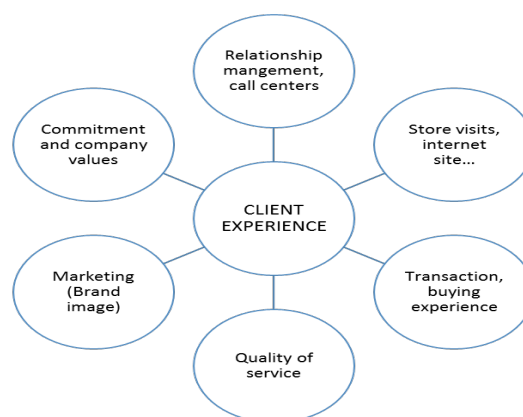 Relationship
mangement,
call centers
Commitment
and company
values
Store visits,
internet
site...
CLIENT
EXPERIENCE
Marketing
(Brand
image)
Transaction,
buying
experience
Quality of
service